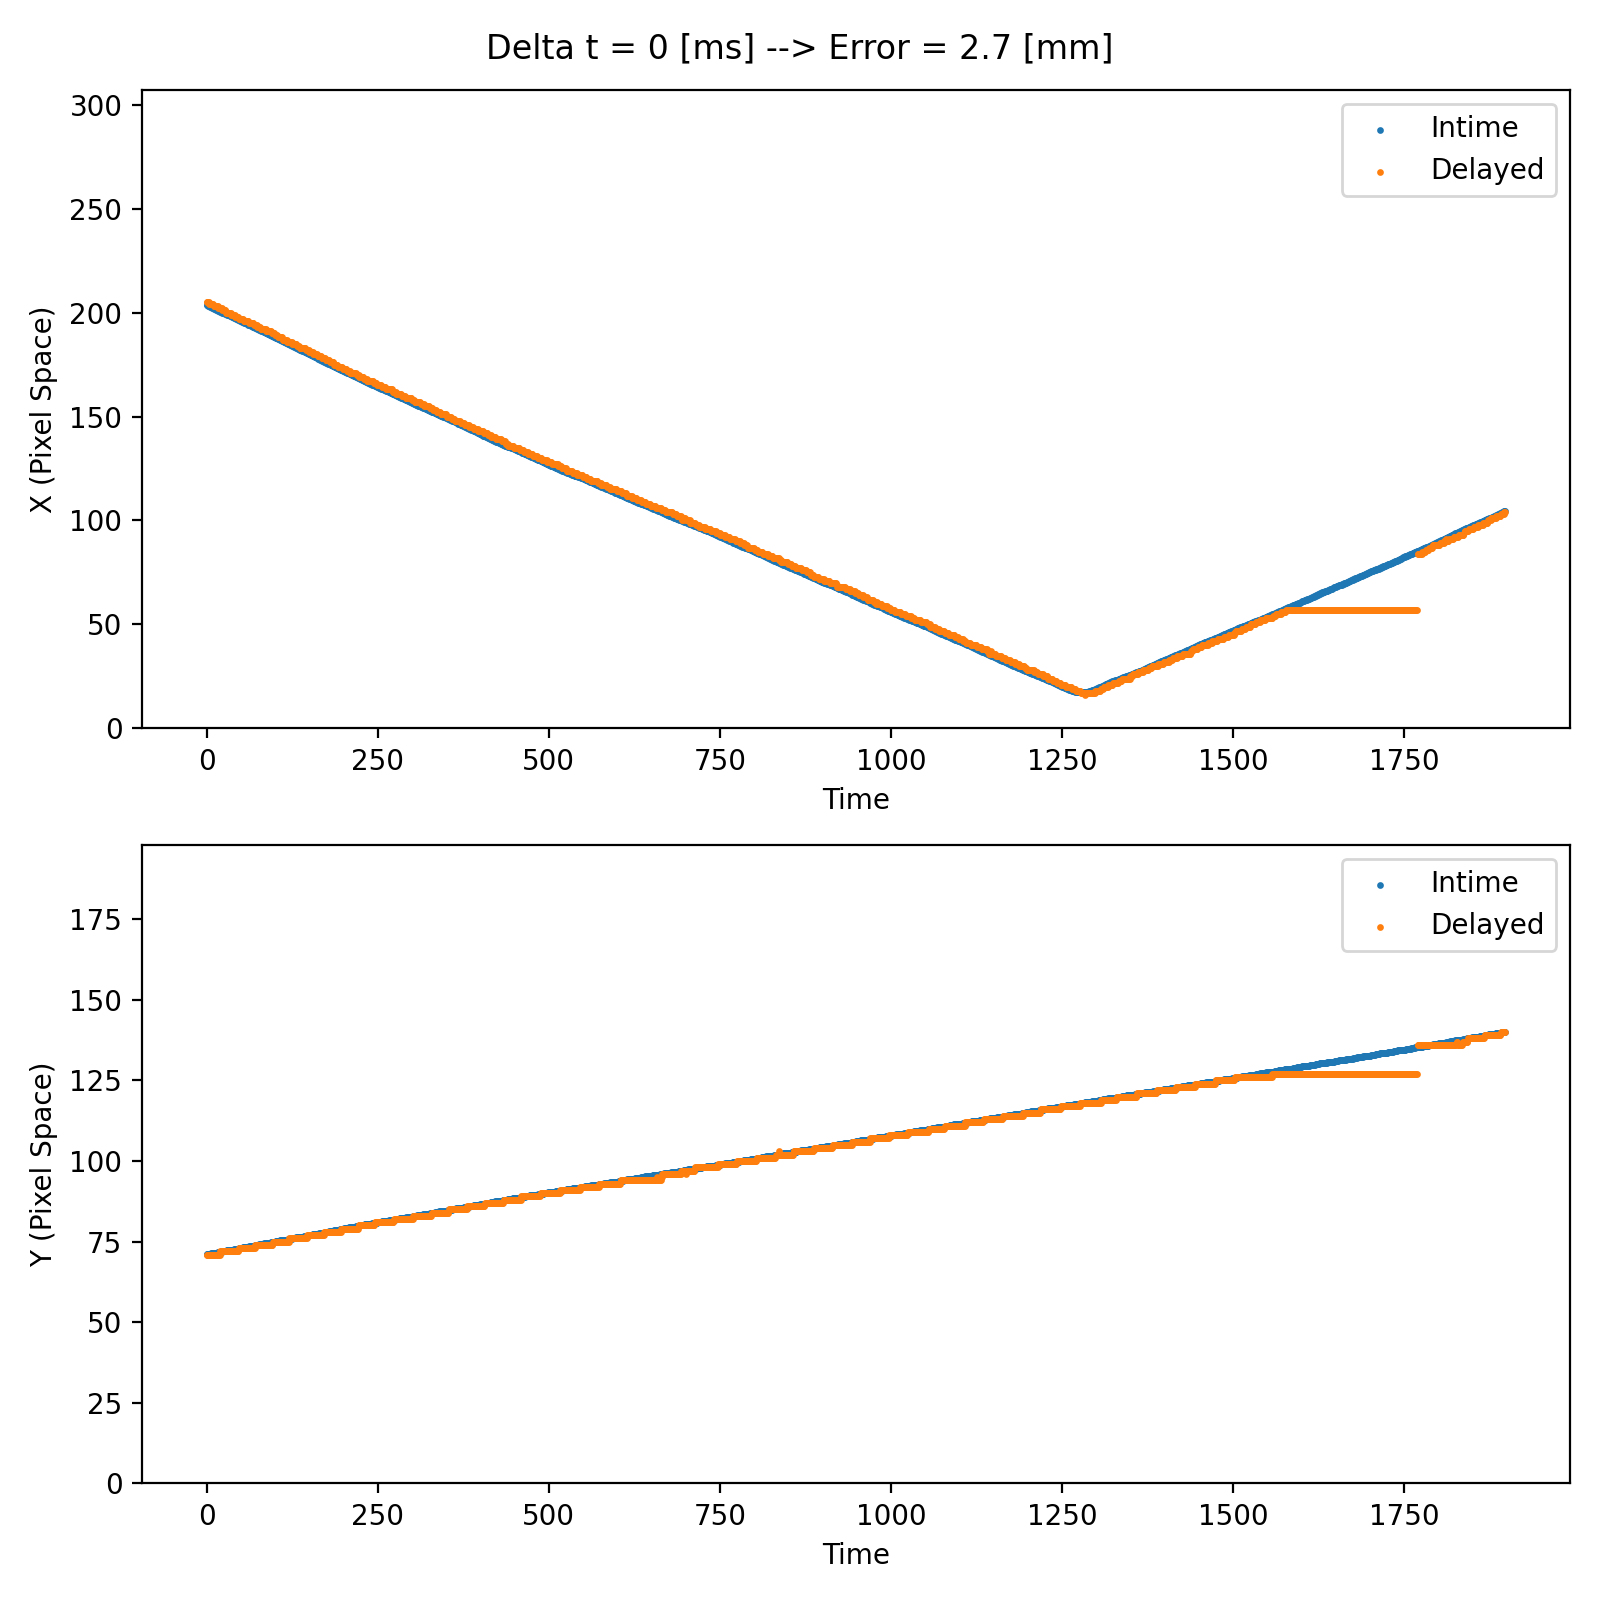 Delta t = 0 [ms] --> Error = 2.7 [mm]
300
250
200
150
100
50
0
X (Pixel Space)
Intime
Delayed
0 250 500 750 1000 1250 1500 1750
Time
175
150
125
100
75
50
25
0
Y (Pixel Space)
Intime
Delayed
0 250 500 750 1000 1250 1500 1750
Time